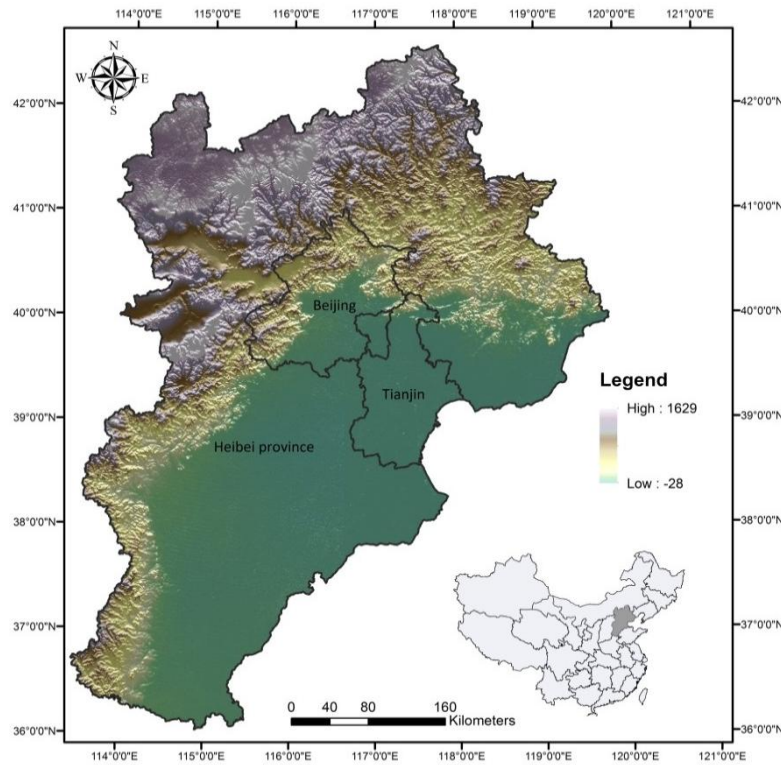 114°0'0"E 115°0'0"E 116°0'0"E 117°0'0"E 118°0'0"E 119°0'0"E 120°0'0"E 121°0'0"E
N
W E
S
42°0'0"N 42°0'0"N
41°0'0"N 41°0'0"N
40°0'0"N Beijing 40°0'0"N
Legend
Tianjin
High : 1629
39°0'0"N 39°0'0"N
Heibei province
Low : -28
38°0'0"N 38°0'0"N
37°0'0"N 37°0'0"N
0 40 80 160
Kilometers
36°0'0"N 36°0'0"N
114°0'0"E 115°0'0"E 116°0'0"E 117°0'0"E 118°0'0"E 119°0'0"E 120°0'0"E 121°0'0"E